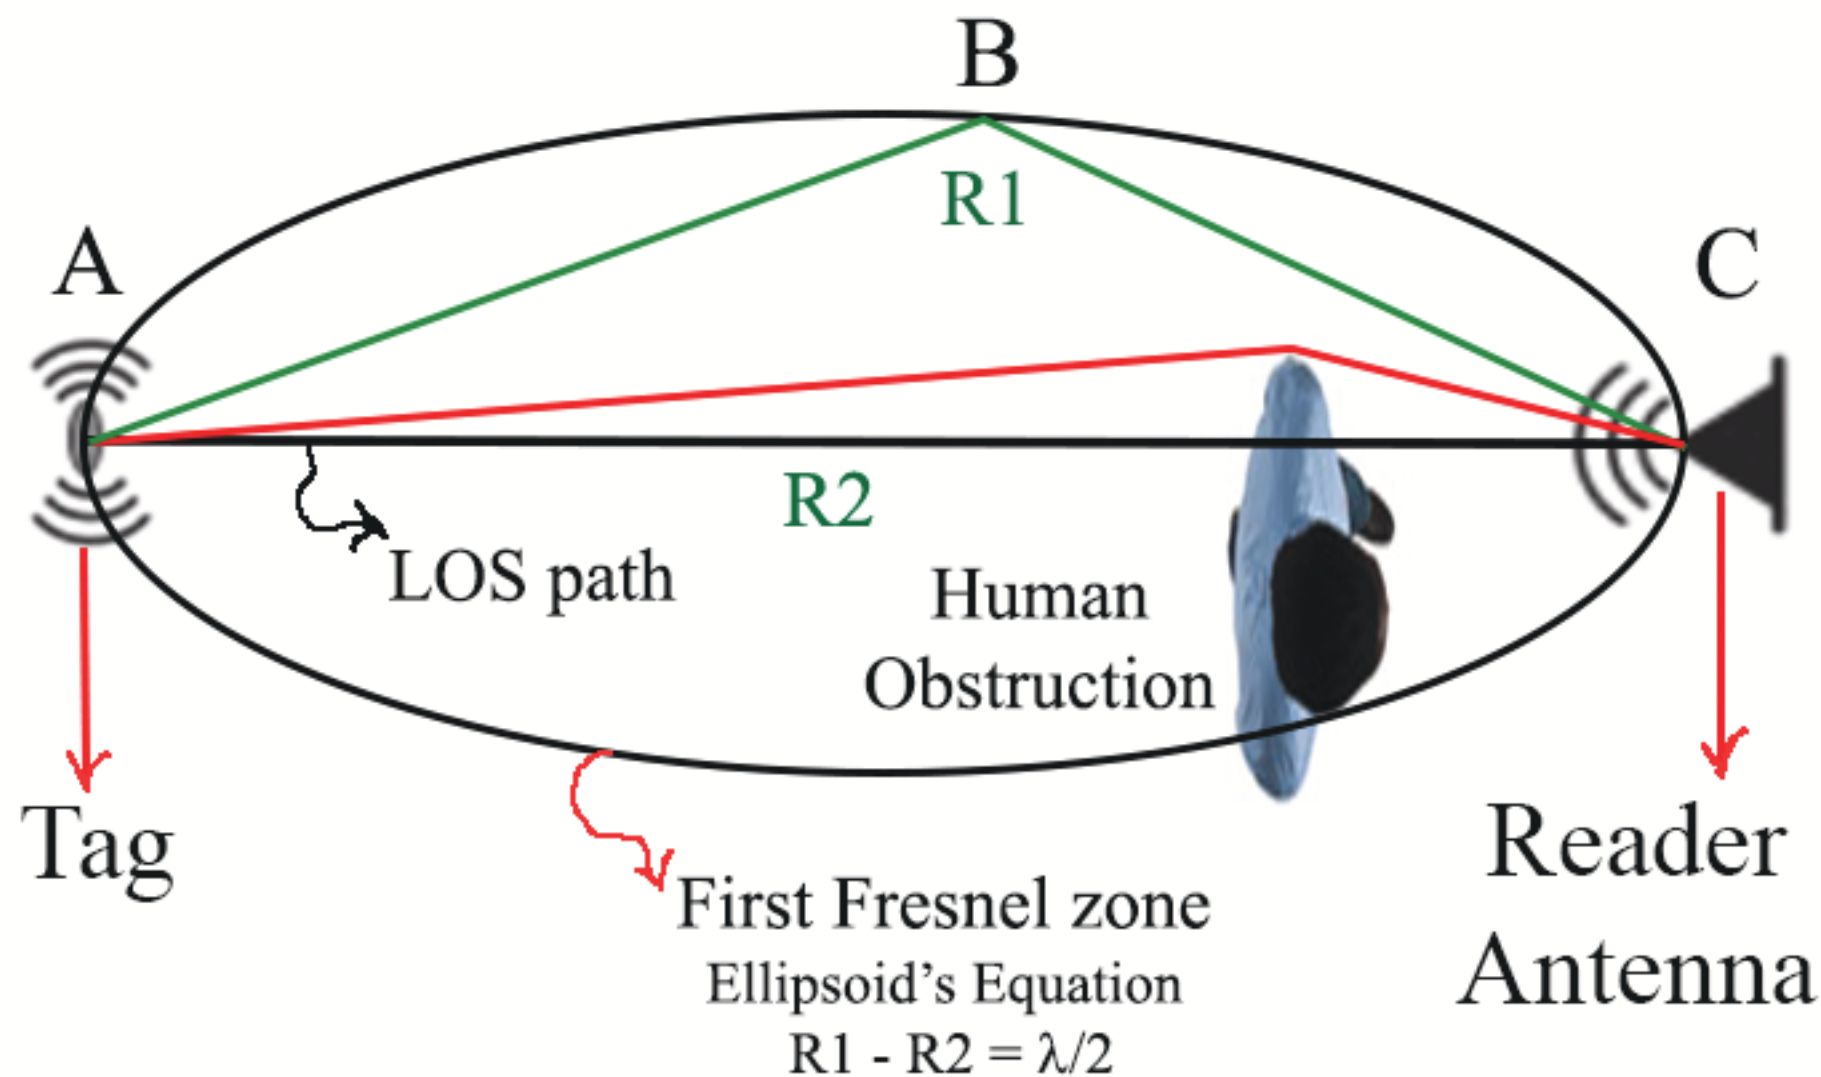 B
R1
A
C
R2
LOS path
Human
Obstruction
Tag
Reader
Antenna
First Fresnel zone
Ellipsoid's Equation
R1 - R2 = λ/2